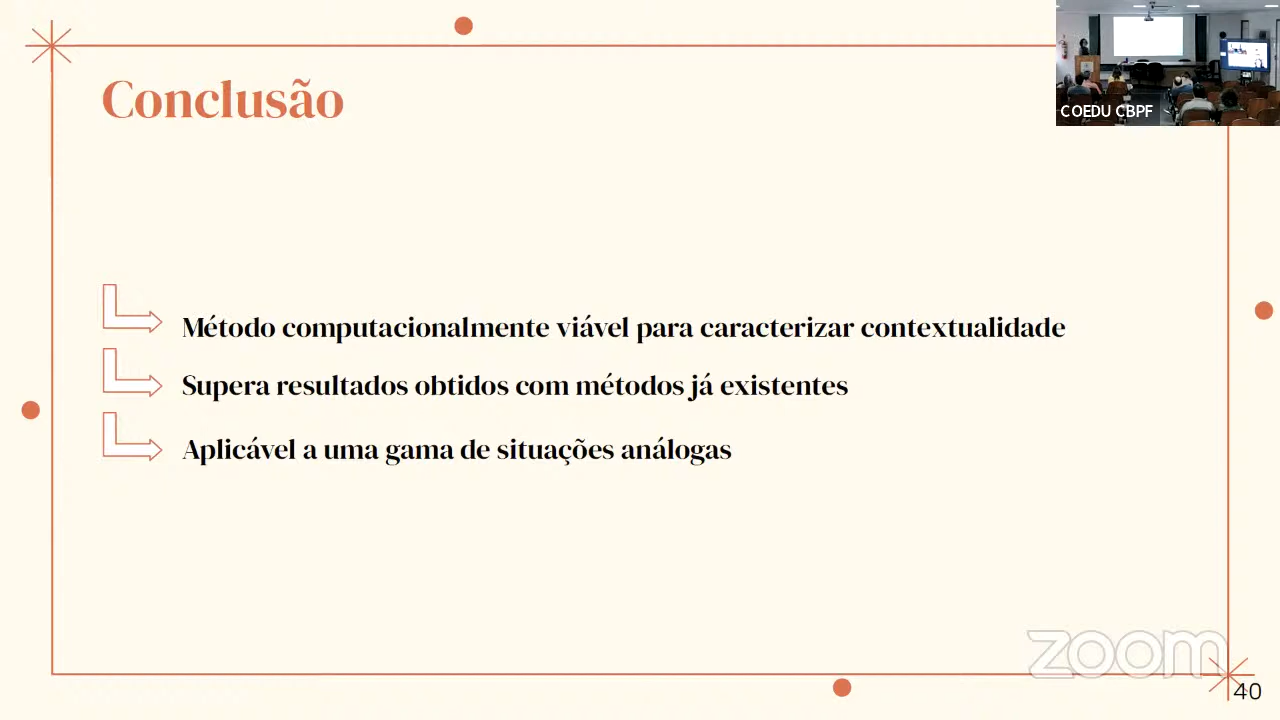 COEDU CBPF
Conclusão
Método computacionalmente viável para caracterizar contextualidade
Supera resultados obtidos com métodos já existentes
Aplicável a uma gama de situações análogas
zoom
40